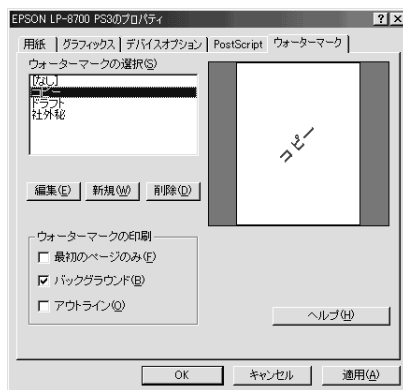 EPSON LP-8700 PS3のプロパティ
用紙 グラフィックス デバイスオプション PostScript ウォーターマーク
ウォーターマークの選択(S)
[なし]
コピー
ドラフト
社外秘
コピー
編集(E) 新規(W) 削除(D)
ウォーターマークの印刷
最初のページのみ(F)
バックグラウンド(B)
アウトライン(O)
ヘルプ(H)
OK キャンセル 適用(A)